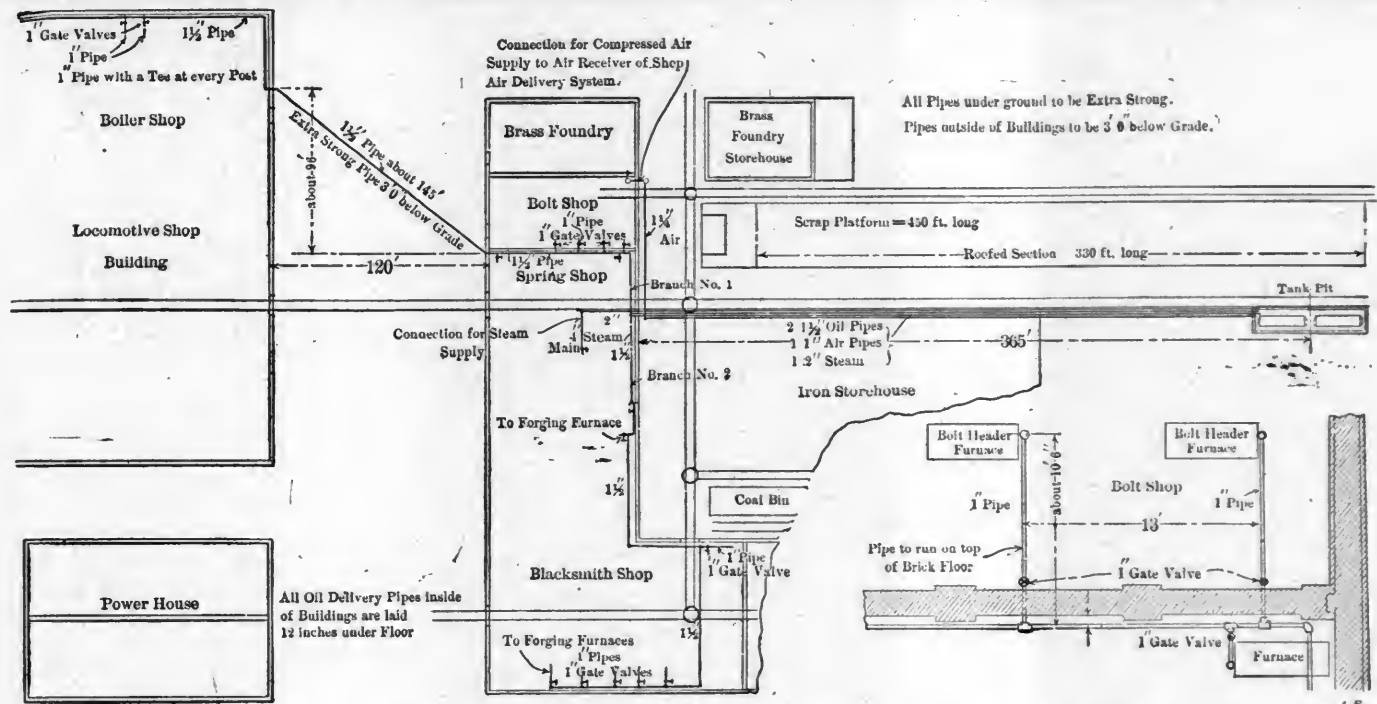 1" Gate Valves
1½" Pipe
1" Pipe
1" Pipe with a Tee at every Post
Boiler Shop
Locomotive Shop
Building
about 96'
1½" Pipe about 145'
Extra Strong Pipe 3'0" below Grade
120'
Connection for Compressed Air
Supply to Air Receiver of Shop
Air Delivery System.
Brass Foundry
Bolt Shop
1" Pipe
1" Gate Valves
1½" Pipe
Spring Shop
1¼"
Air
Branch No. 1
Brass
Foundry
Storehouse
All Pipes under ground to be Extra Strong.
Pipes outside of Buildings to be 3' 0" below Grade.
Scrap Platform = 450 ft. long
Roofed Section 330 ft. long
Tank Pit
Connection for Steam
Supply
Main
2"
Steam
1½"
Branch No. 2
2 1½" Oil Pipes
1 1" Air Pipes
1 2" Steam
365'
Iron Storehouse
To Forging Furnace
1½"
Coal Bin
1" Pipe
1" Gate Valve
Blacksmith Shop
1½"
To Forging Furnaces
1" Pipes
1" Gate Valves
Power House
All Oil Delivery Pipes inside
of Buildings are laid
12 inches under Floor
Bolt Header
Furnace
Bolt Header
Furnace
about 10'6"
Bolt Shop
1" Pipe
1" Pipe
13'
Pipe to run on top
of Brick Floor
1" Gate Valve
1" Gate Valve
Furnace